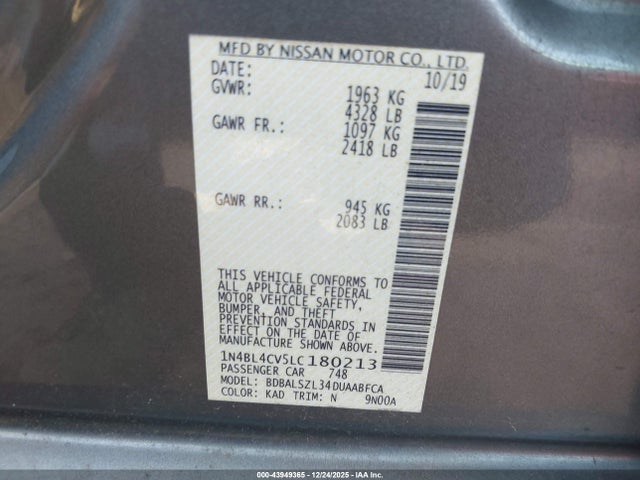 MFD BY NISSAN MOTOR CO., LTD.
DATE: 10/19
GVWR: 1963 KG
4328 LB
GAWR FR.: 1097 KG
2418 LB
GAWR RR.: 945 KG
2083 LB
THIS VEHICLE CONFORMS TO
ALL APPLICABLE FEDERAL
MOTOR VEHICLE SAFETY,
BUMPER, AND THEFT
PREVENTION STANDARDS IN
EFFECT ON THE DATE OF
MANUFACTURE SHOWN ABOVE.
1N4BL4CV5LC180213
PASSENGER CAR 748
MODEL: BDBALSZL34DUAABFCA
COLOR: KAD TRIM: N 9N00A
000-43949365 - 12/24/2025 - IAA Inc.